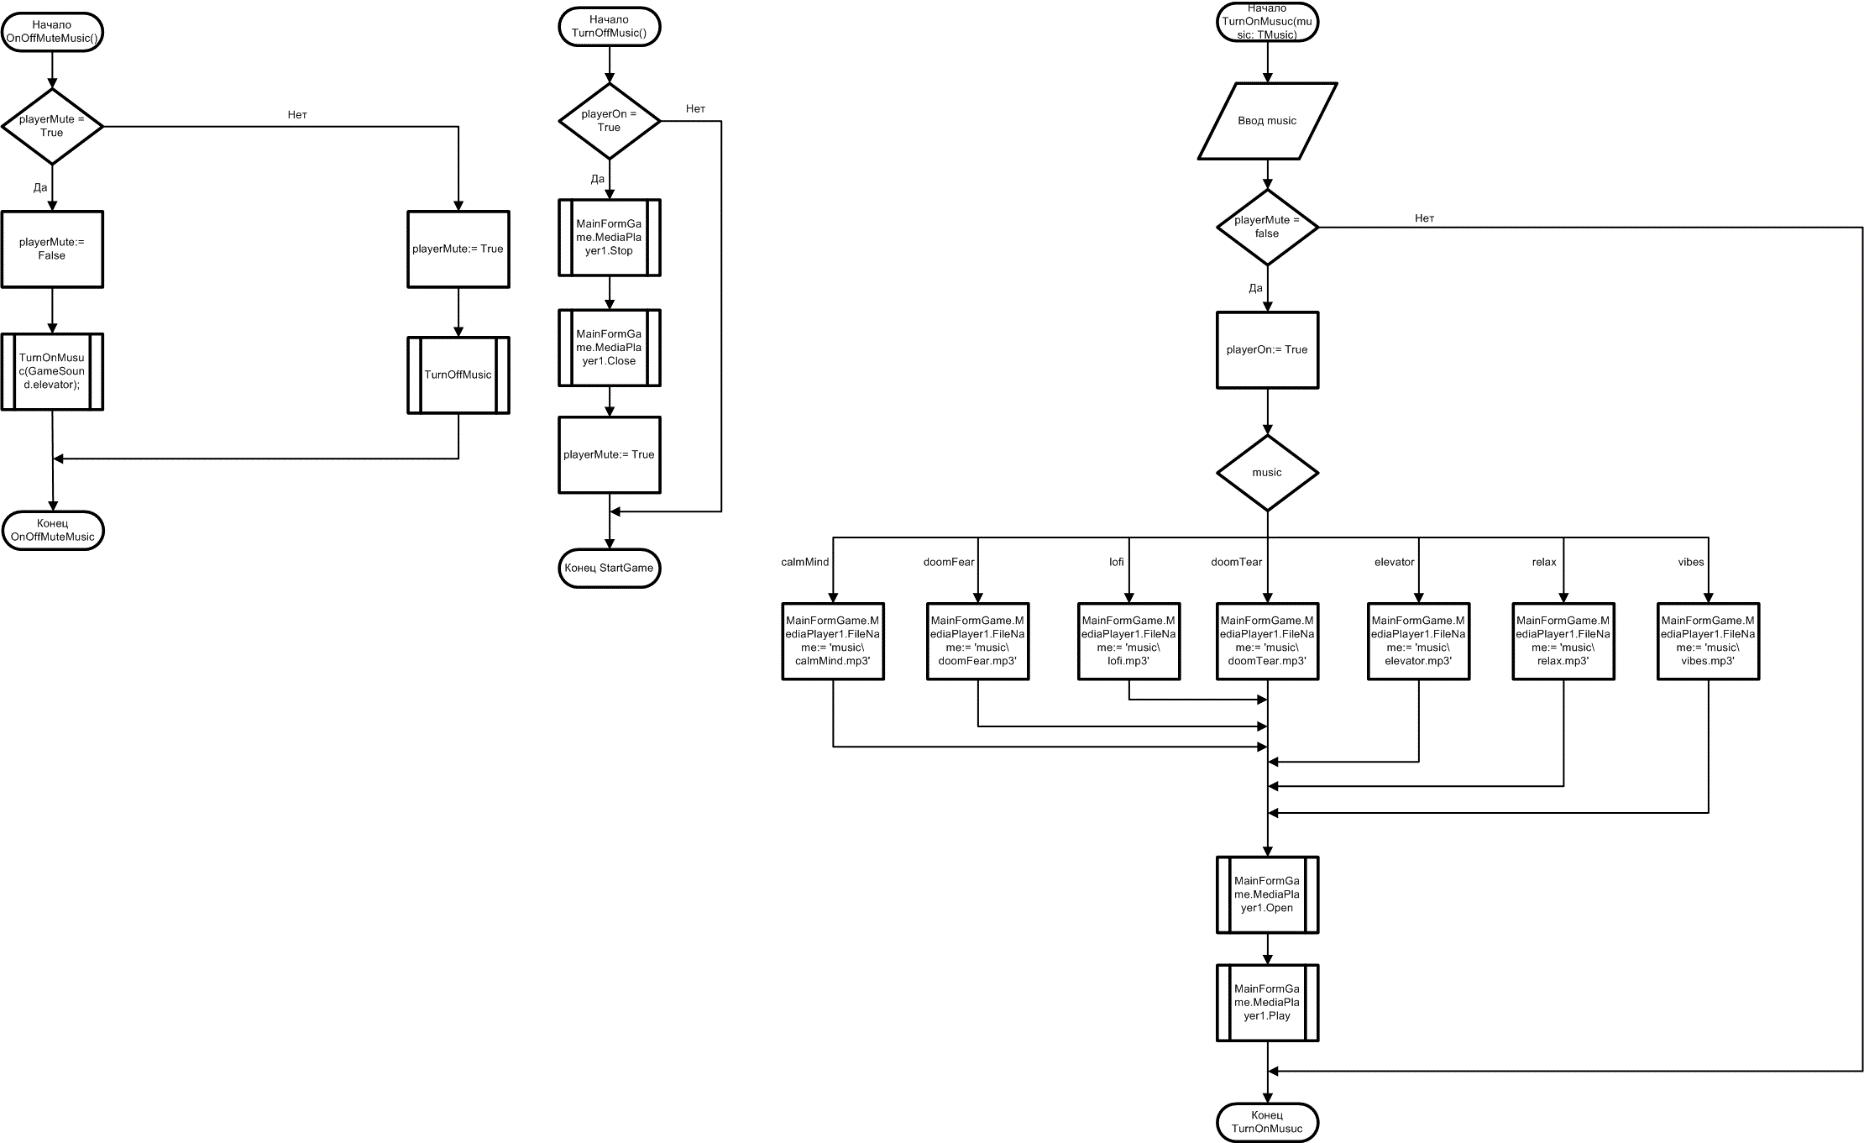 Начало
OnOffMuteMusic()
playerMute =
True
Нет
Да
playerMute:=
False
playerMute:= True
TurnOnMusu
c(GameSoun
d.elevator);
TurnOffMusic
Конец
OnOffMuteMusic
Начало
TurnOffMusic()
playerOn =
True
Нет
Да
MainFormGa
me.MediaPla
yer1.Stop
MainFormGa
me.MediaPla
yer1.Close
playerMute:= True
Конец StartGame
Начало
TurnOnMusuc(mu
sic: TMusic)
Ввод music
playerMute =
false
Нет
Да
playerOn:= True
music
calmMind
doomFear
lofi
doomTear
elevator
relax
vibes
MainFormGame.M
ediaPlayer1.FileNa
me:= 'music\
calmMind.mp3'
MainFormGame.M
ediaPlayer1.FileNa
me:= 'music\
doomFear.mp3'
MainFormGame.M
ediaPlayer1.FileNa
me:= 'music\
lofi.mp3'
MainFormGame.M
ediaPlayer1.FileNa
me:= 'music\
doomTear.mp3'
MainFormGame.M
ediaPlayer1.FileNa
me:= 'music\
elevator.mp3'
MainFormGame.M
ediaPlayer1.FileNa
me:= 'music\
relax.mp3'
MainFormGame.M
ediaPlayer1.FileNa
me:= 'music\
vibes.mp3'
MainFormGa
me.MediaPla
yer1.Open
MainFormGa
me.MediaPla
yer1.Play
Конец
TurnOnMusuc